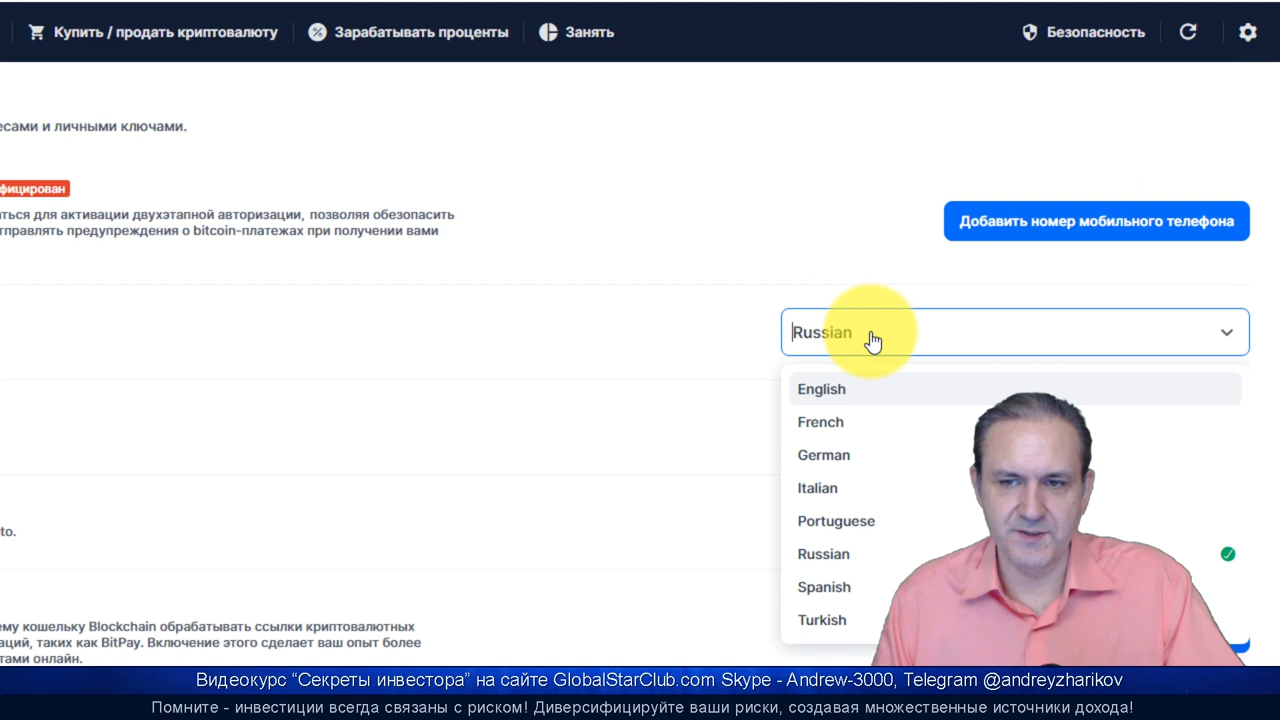 Купить / продать криптовалюту
Зарабатывать проценты
Занять
Безопасность
есами и личными ключами.
фицирован
ться для активации двухэтапной авторизации, позволяя обезопасить
тправлять предупреждения о bitcoin-платежах при получении вами
Добавить номер мобильного телефона
Russian
English
French
German
Italian
Portuguese
Russian
Spanish
Turkish
to.
ему кошельку Blockchain обрабатывать ссылки криптовалютных
аций, таких как BitPay. Включение этого сделает ваш опыт более
тами онлайн.
Видеокурс “Секреты инвестора” на сайте GlobalStarClub.com Skype - Andrew-3000, Telegram @andreyzharikov
Помните - инвестиции всегда связаны с риском! Диверсифицируйте ваши риски, создавая множественные источники дохода!